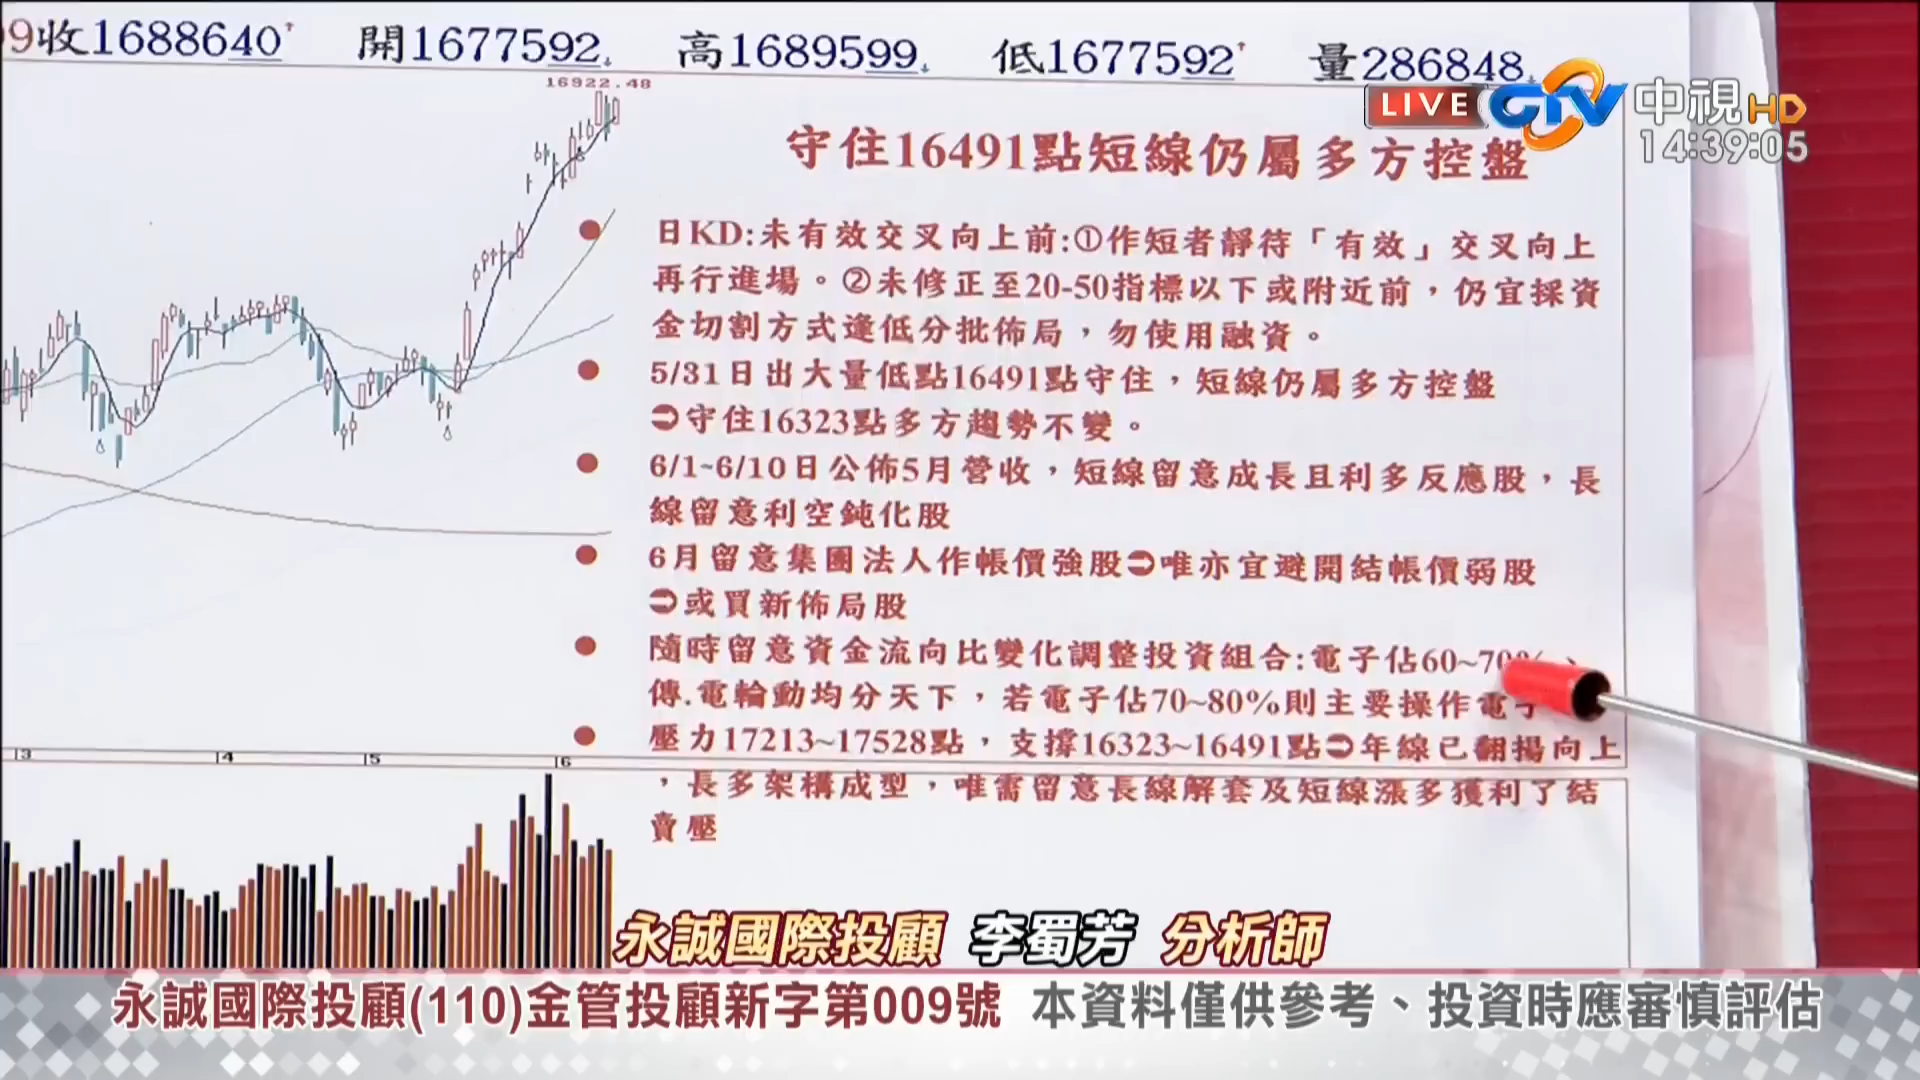 9收1688640 開1677592 高1689599 低1677592 量286848
16922.48
LIVE CTV 中視HD
14:39:05
守住16491點短線仍屬多方控盤
● 日KD:未有效交叉向上前:①作短者靜待「有效」交叉向上
再行進場。②未修正至20-50指標以下或附近前，仍宜採資
金切割方式逢低分批佈局，勿使用融資。
● 5/31日出大量低點16491點守住，短線仍屬多方控盤
⮊守住16323點多方趨勢不變。
● 6/1~6/10日公佈5月營收，短線留意成長且利多反應股，長
線留意利空鈍化股
● 6月留意集團法人作帳價強股⮊唯亦宜避開結帳價弱股
⮊或買新佈局股
● 隨時留意資金流向比變化調整投資組合:電子佔60~70%、
傳.電輪動均分天下，若電子佔70~80%則主要操作電子
● 壓力17213~17528點，支撐16323~16491點⮊年線已翻揚向上
，長多架構成型，唯需留意長線解套及短線漲多獲利了結
賣壓
3 4 5 6
永誠國際投顧 李蜀芳 分析師
永誠國際投顧(110)金管投顧新字第009號 本資料僅供參考、投資時應審慎評估